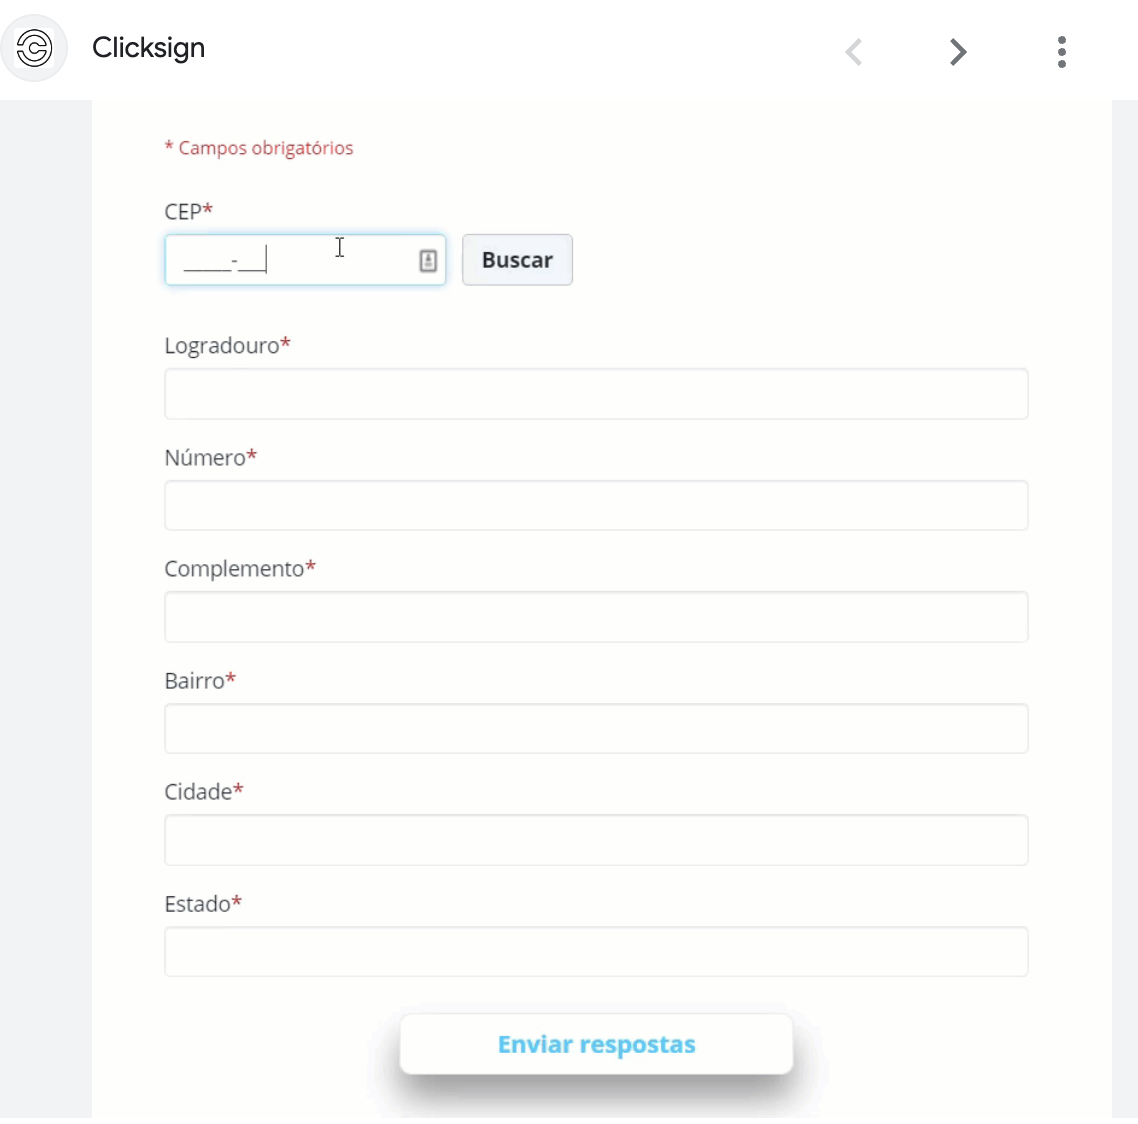 Clicksign
* Campos obrigatórios
CEP*
_____-___
Buscar
Logradouro*
Número*
Complemento*
Bairro*
Cidade*
Estado*
Enviar respostas